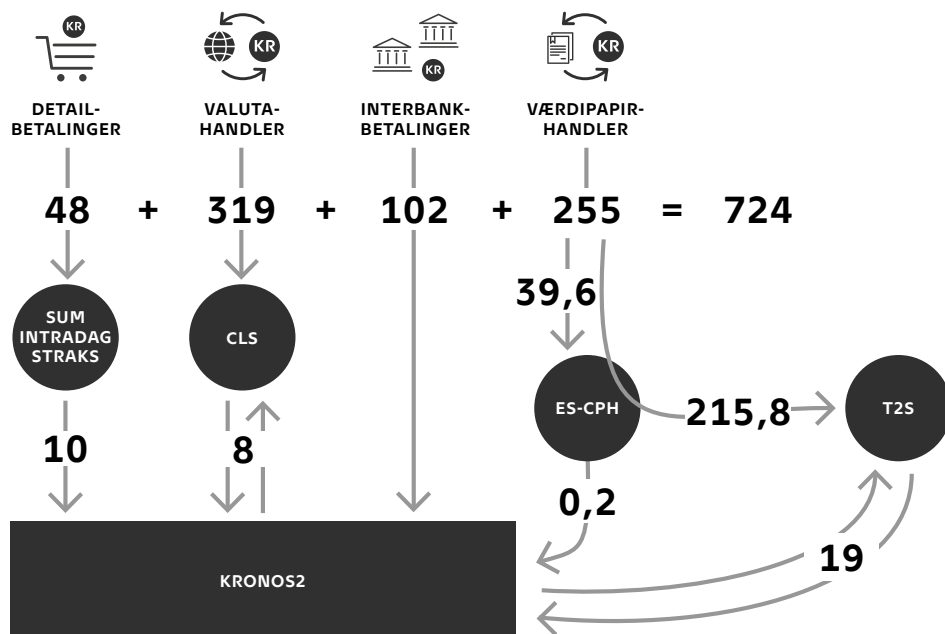 KR
KR
KR
KR
DETAIL-
BETALINGER
VALUTA-
HANDLER
INTERBANK-
BETALINGER
VÆRDIPAPIR-
HANDLER
48 + 319 + 102 + 255 = 724
39,6
SUM
INTRADAG
STRAKS
CLS
ES-CPH
215,8
T2S
10
8
0,2
19
KRONOS2